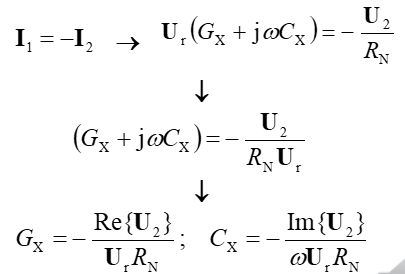 I₁ = −I₂ → U_r (G_X + jωC_X) = − U₂ / R_N
↓
(G_X + jωC_X) = − U₂ / (R_N U_r)
↓
G_X = − Re{U₂} / (U_r R_N) ; C_X = − Im{U₂} / (ωU_r R_N)